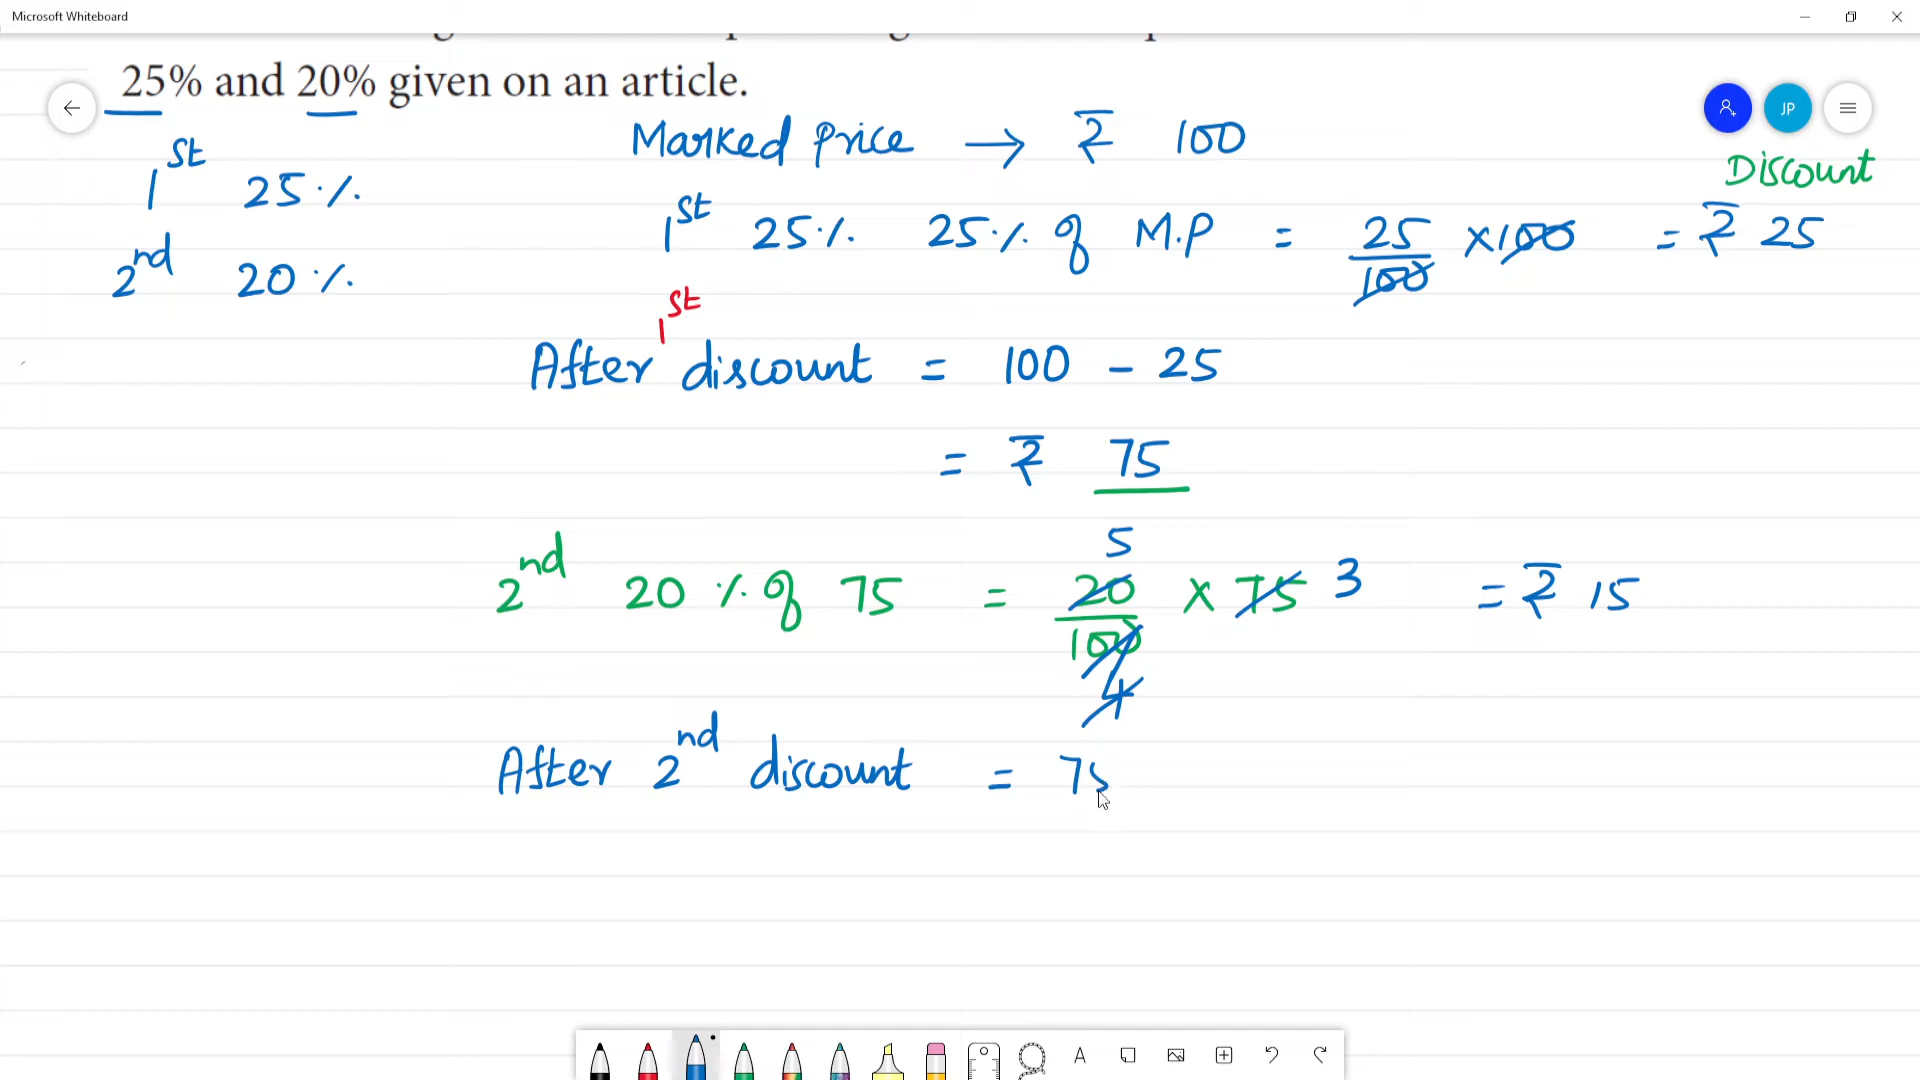 Microsoft Whiteboard
25% and 20% given on an article.
JP
Marked Price → ₹ 100
Discount
1st 25%
1st 25% 25% of M.P = 25/100 × 100 = ₹ 25
2nd 20%
1st
After discount = 100 - 25
= ₹ 75
5
2nd 20% of 75 = 20/100 × 75 3 = ₹ 15
4
After 2nd discount = 75
A